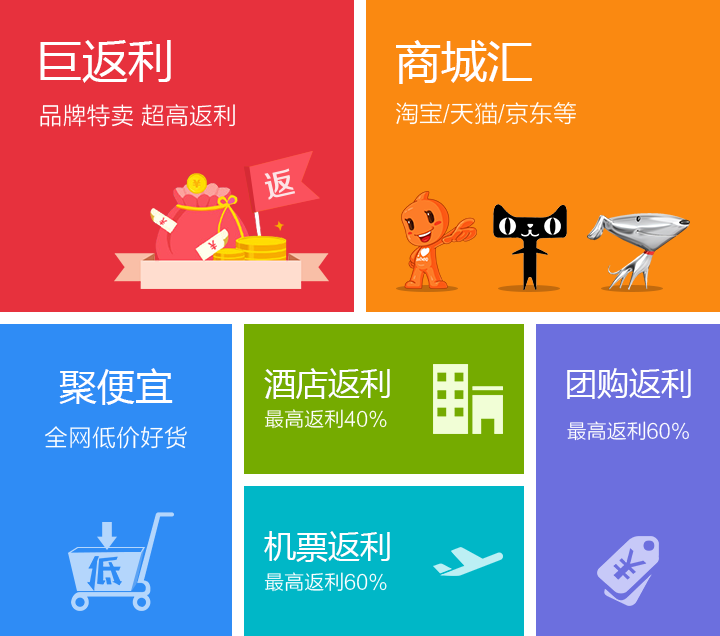 巨返利
品牌特卖 超高返利
返
商城汇
淘宝/天猫/京东等
聚便宜
全网低价好货
低
酒店返利
最高返利40%
机票返利
最高返利60%
团购返利
最高返利60%
¥